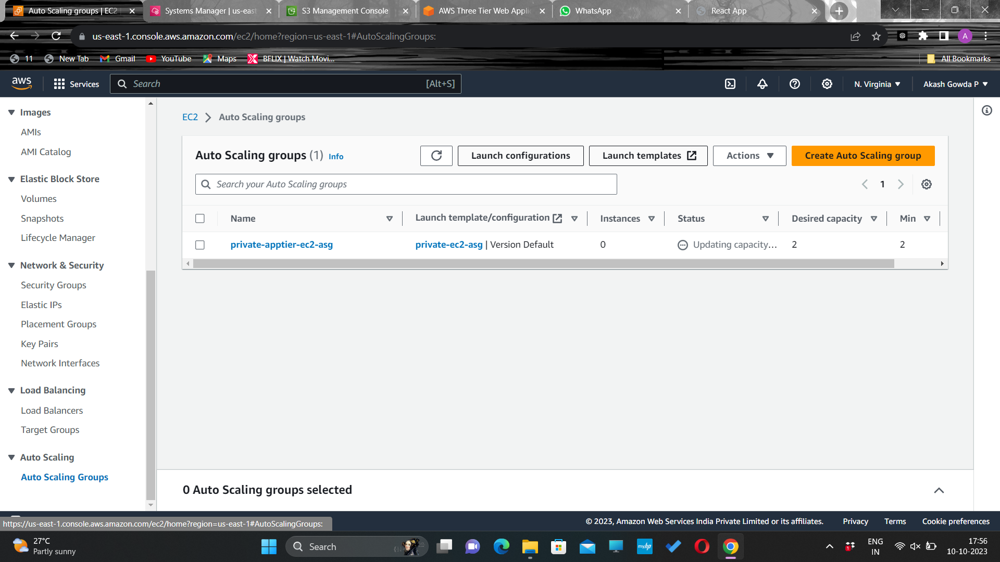 Auto Scaling groups | EC2
Systems Manager | us-east
S3 Management Console
AWS Three Tier Web Applic
WhatsApp
React App
us-east-1.console.aws.amazon.com/ec2/home?region=us-east-1#AutoScalingGroups:
A
11
New Tab
Gmail
YouTube
Maps
BFLIX | Watch Movi...
All Bookmarks
aws
Services
Search
[Alt+S]
N. Virginia
Akash Gowda P
Images
AMIs
AMI Catalog
Elastic Block Store
Volumes
Snapshots
Lifecycle Manager
Network & Security
Security Groups
Elastic IPs
Placement Groups
Key Pairs
Network Interfaces
Load Balancing
Load Balancers
Target Groups
Auto Scaling
Auto Scaling Groups
EC2 > Auto Scaling groups
Auto Scaling groups (1) Info
Launch configurations
Launch templates
Actions
Create Auto Scaling group
Search your Auto Scaling groups
1
Name Launch template/configuration Instances Status Desired capacity Min
private-apptier-ec2-asg private-ec2-asg | Version Default 0 Updating capacity... 2 2
0 Auto Scaling groups selected
https://us-east-1.console.aws.amazon.com/ec2/home?region=us-east-1#AutoScalingGroups:
© 2023, Amazon Web Services India Private Limited or its affiliates. Privacy Terms Cookie preferences
27°C
Partly sunny
Search
myhp
1
ENG
IN
17:56
10-10-2023